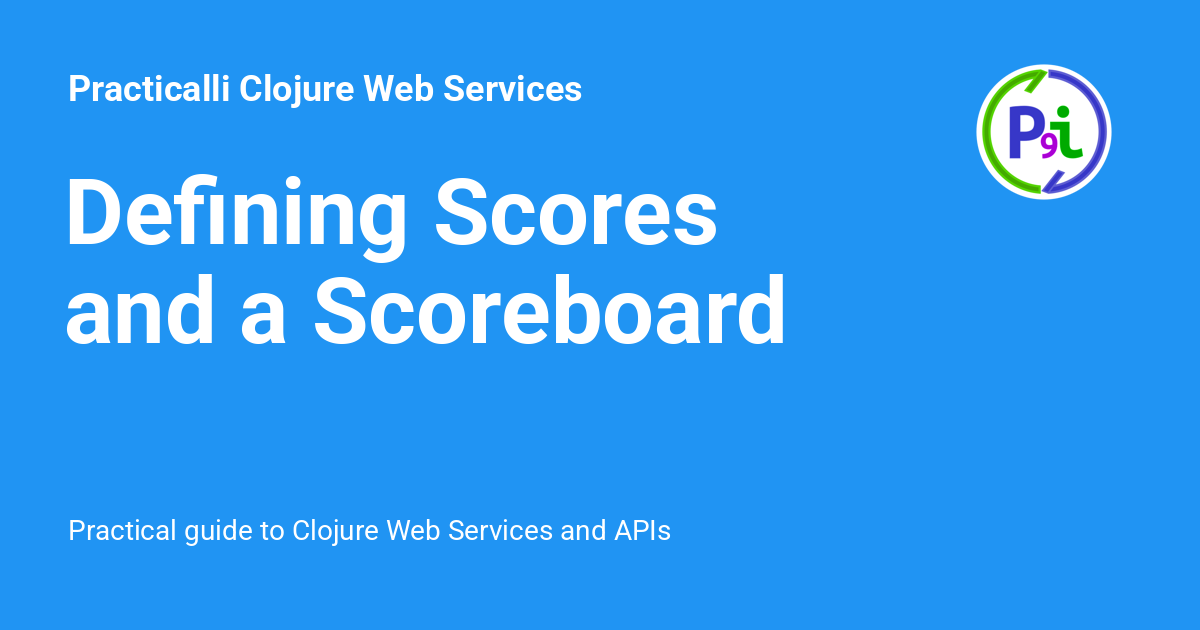 Practicalli Clojure Web Services
P9i
Defining Scores
and a Scoreboard
Practical guide to Clojure Web Services and APIs